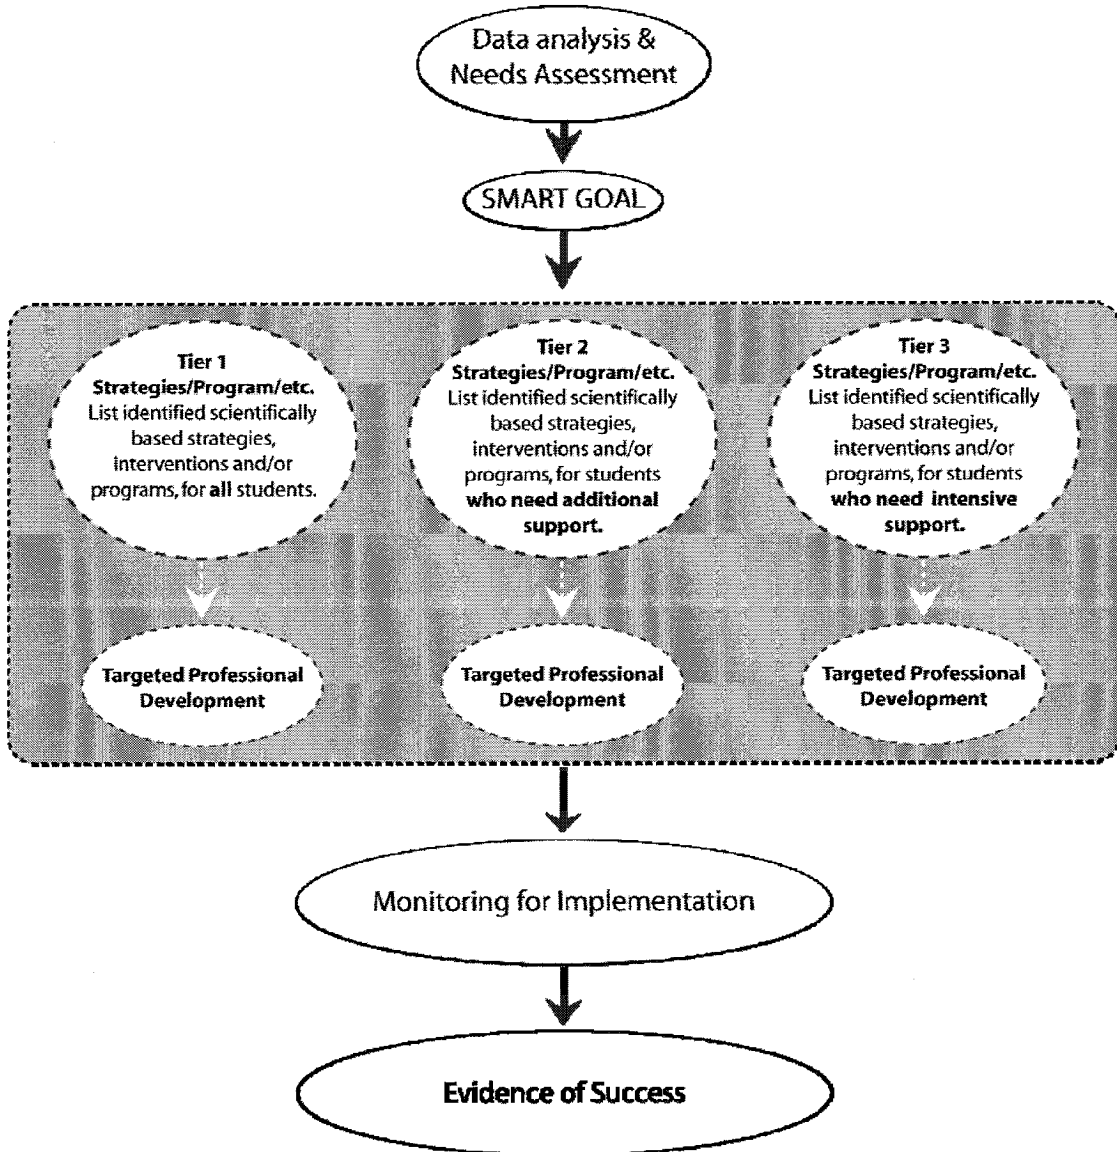 Data analysis &
Needs Assessment
SMART GOAL
Tier 1
Strategies/Program/etc.
List identified scientifically
based strategies,
interventions and/or
programs, for all students.
Tier 2
Strategies/Program/etc.
List identified scientifically
based strategies,
interventions and/or
programs, for students
who need additional
support.
Tier 3
Strategies/Program/etc.
List identified scientifically
based strategies,
interventions and/or
programs, for students
who need intensive
support.
Targeted Professional
Development
Targeted Professional
Development
Targeted Professional
Development
Monitoring for Implementation
Evidence of Success